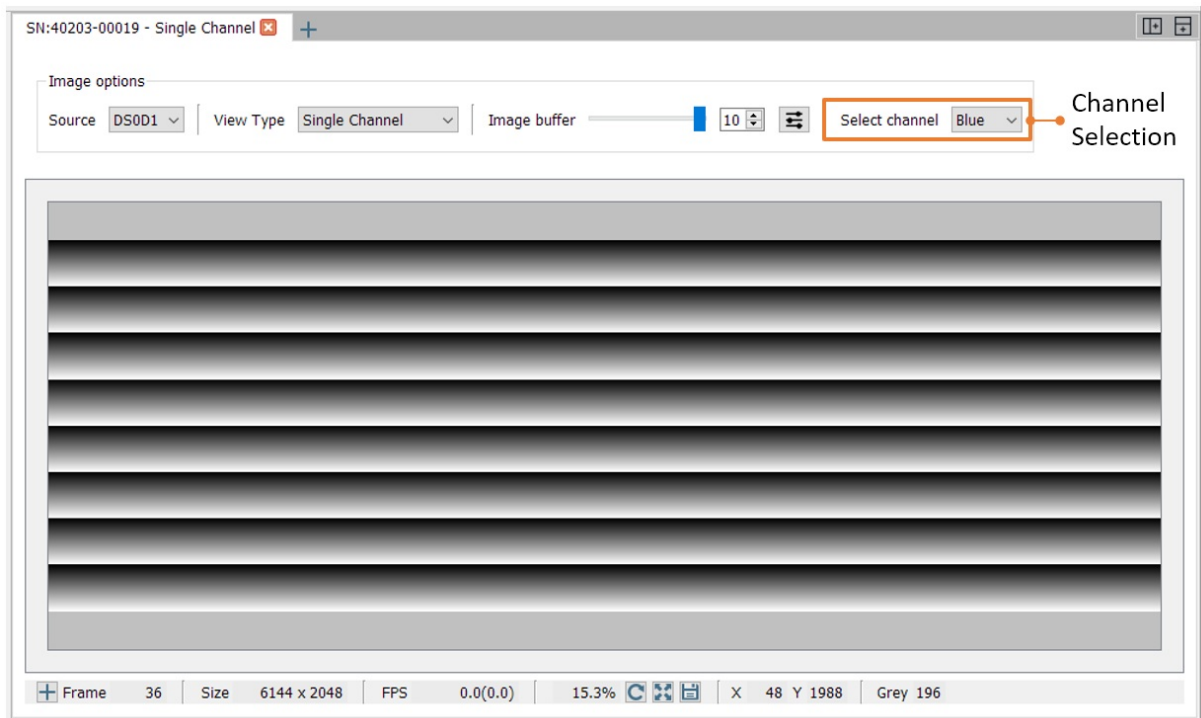 SN:40203-00019 - Single Channel
Image options
Source DS0D1 View Type Single Channel Image buffer 10 Select channel Blue
Channel
Selection
Frame 36 Size 6144 x 2048 FPS 0.0(0.0) 15.3% X 48 Y 1988 Grey 196